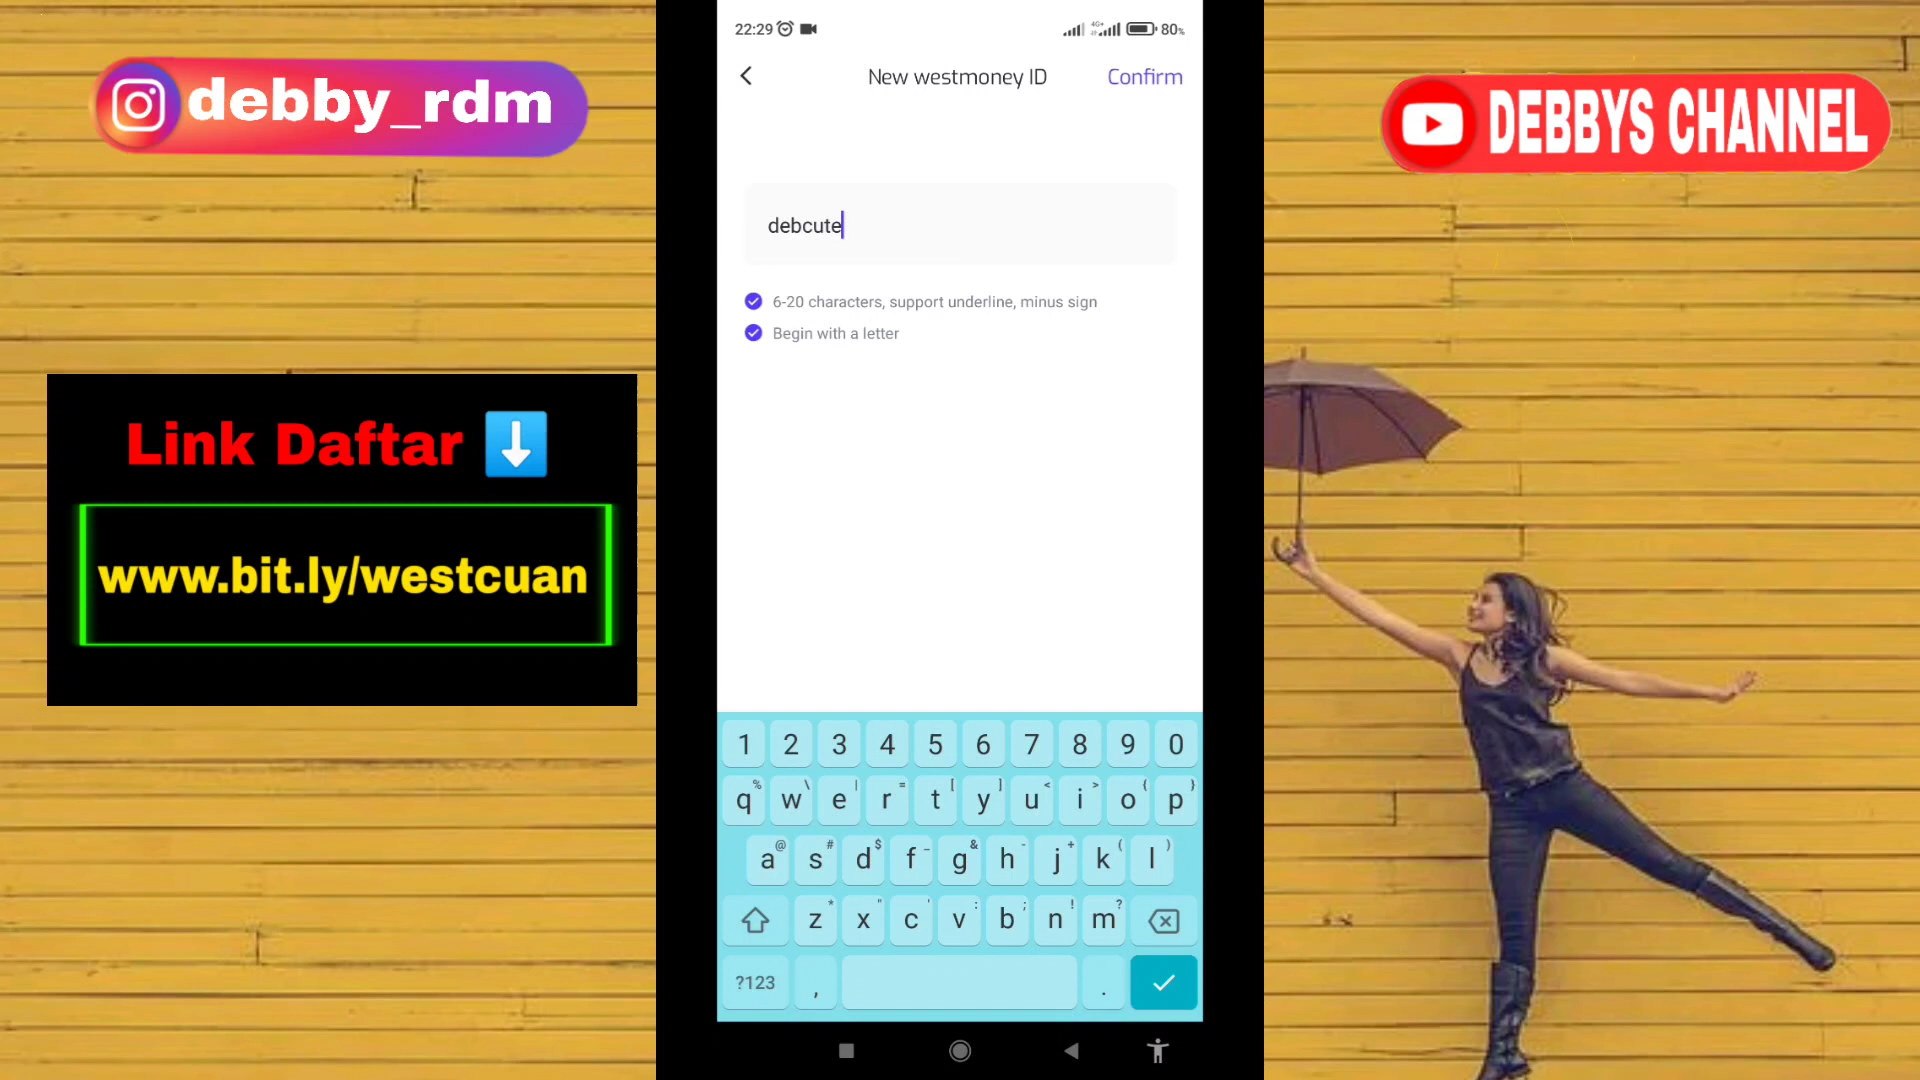 debby_rdm
DEBBYS CHANNEL
Link Daftar
www.bit.ly/westcuan
22:29
4G+
80%
New westmoney ID
Confirm
debcute
6-20 characters, support underline, minus sign
Begin with a letter
1 2 3 4 5 6 7 8 9 0
% \ | = [ ] < > { }
q w e r t y u i o p
@ # $ _ & - + ( )
a s d f g h j k l
* " ' : ; ! ?
z x c v b n m
?123 , .